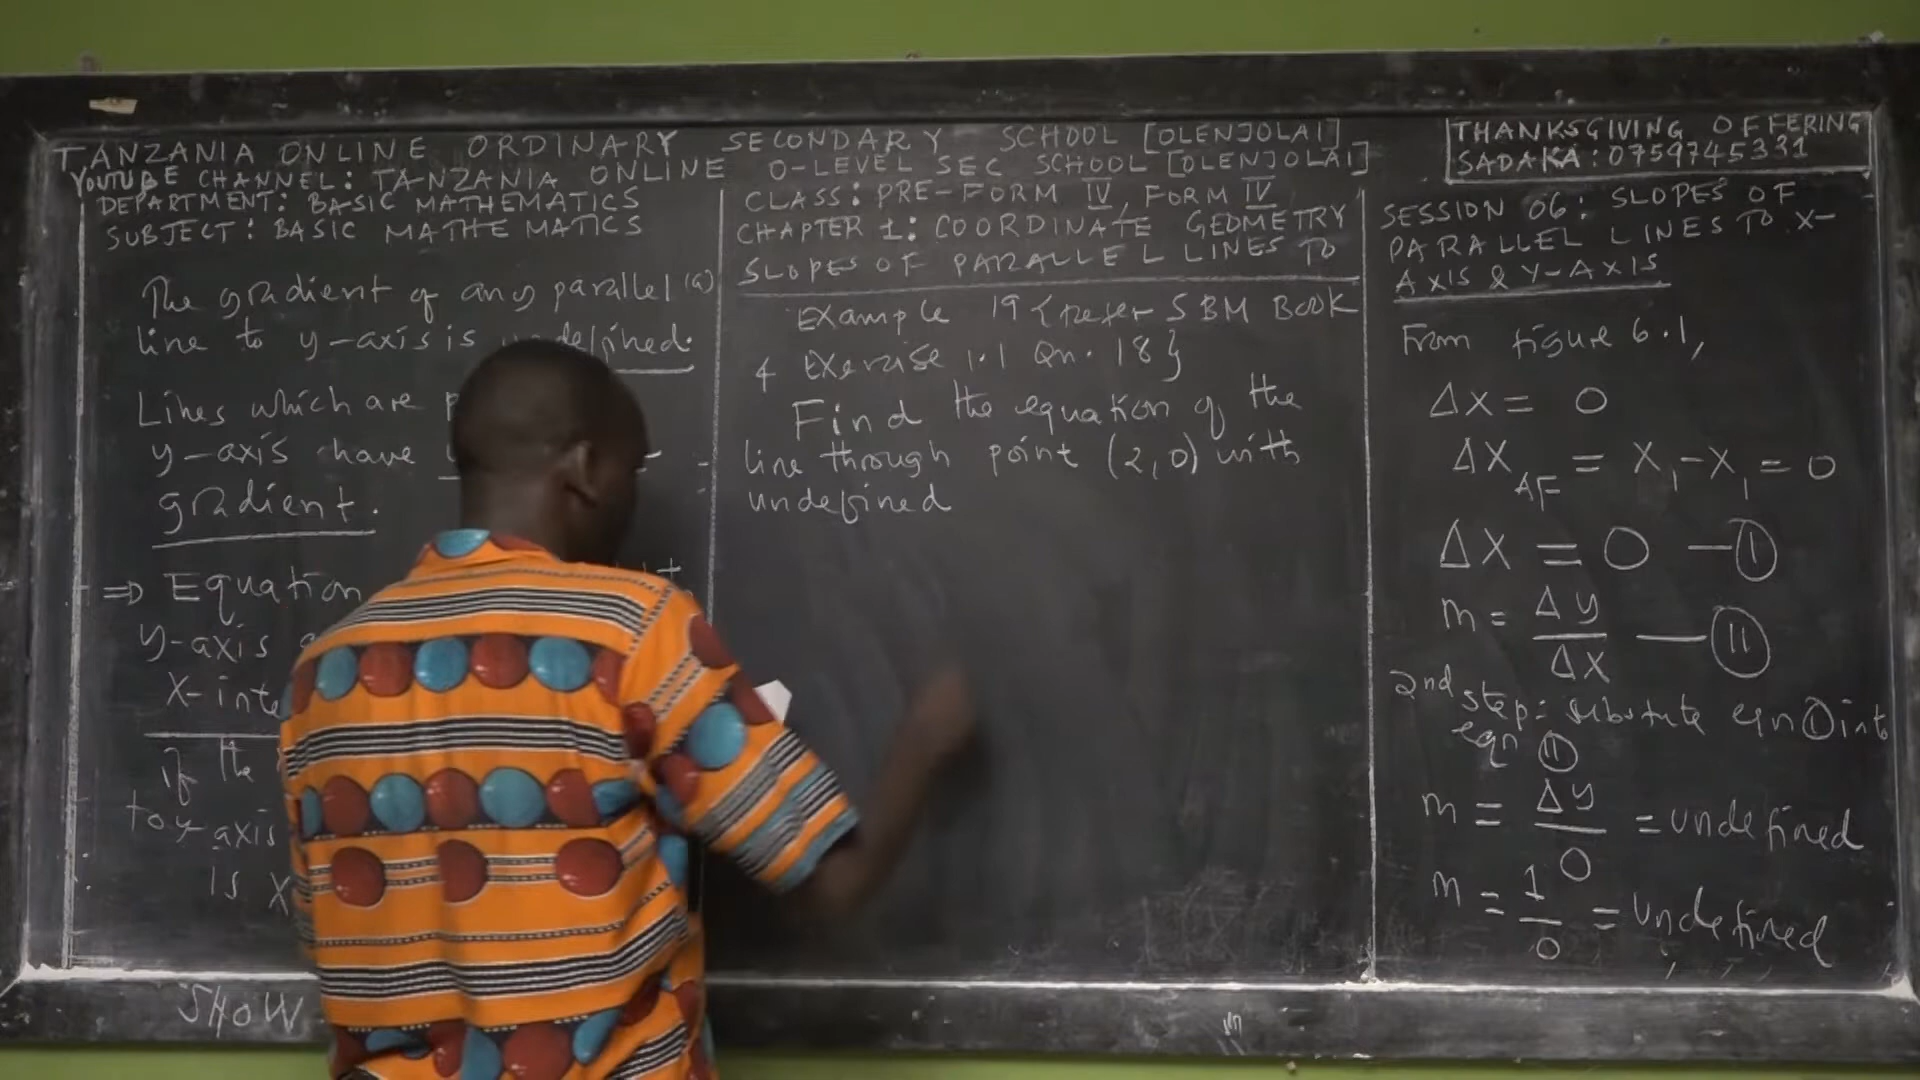 TANZANIA ONLINE ORDINARY SECONDARY SCHOOL [OLENJOLAI]
YOUTUBE CHANNEL: TANZANIA ONLINE O-LEVEL SEC SCHOOL [OLENJOLAI]
DEPARTMENT: BASIC MATHEMATICS
SUBJECT: BASIC MATHEMATICS
The gradient of any parallel (a)
line to y-axis is undefined.
Lines which are
y-axis have
gradient.
⇒ Equation
y-axis
X-inte
if the
to y-axis
is x
SHOW
CLASS: PRE-FORM IV, FORM IV
CHAPTER 1: COORDINATE GEOMETRY
SLOPES OF PARALLEL LINES TO
Example 19 {refer SBM BOOK
4 Exercise 1.1 Qn. 18}
Find the equation of the
line through point (2,0) with
undefined
THANKSGIVING OFFERING
SADAKA: 0759745331
SESSION 06: SLOPES OF
PARALLEL LINES TO X-
AXIS & Y-AXIS
From figure 6.1,
ΔX = 0
ΔX AF = X₁-X₁ = 0
ΔX = 0 —(I)
m = Δy/ΔX —(II)
2nd step: substute eqn (I) into
eqn (II)
m = Δy/0 = undefined
m = 1/0 = undefined